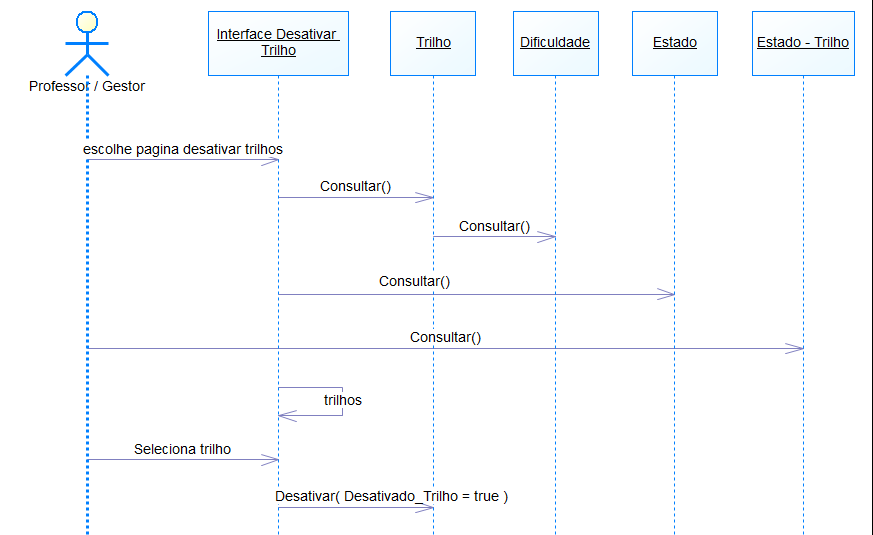 Interface Desativar
Trilho
Trilho
Dificuldade
Estado
Estado - Trilho
Professor / Gestor
escolhe pagina desativar trilhos
Consultar()
Consultar()
Consultar()
Consultar()
trilhos
Seleciona trilho
Desativar( Desativado_Trilho = true )